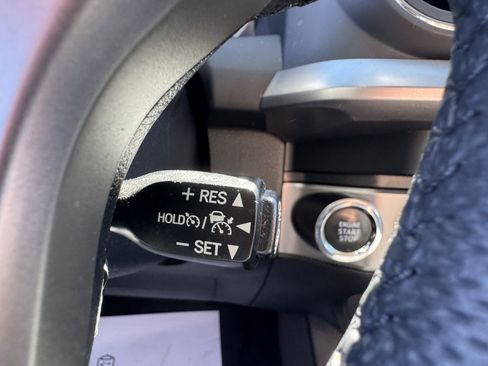 + RES
HOLD /
- SET
ENGINE
START
STOP